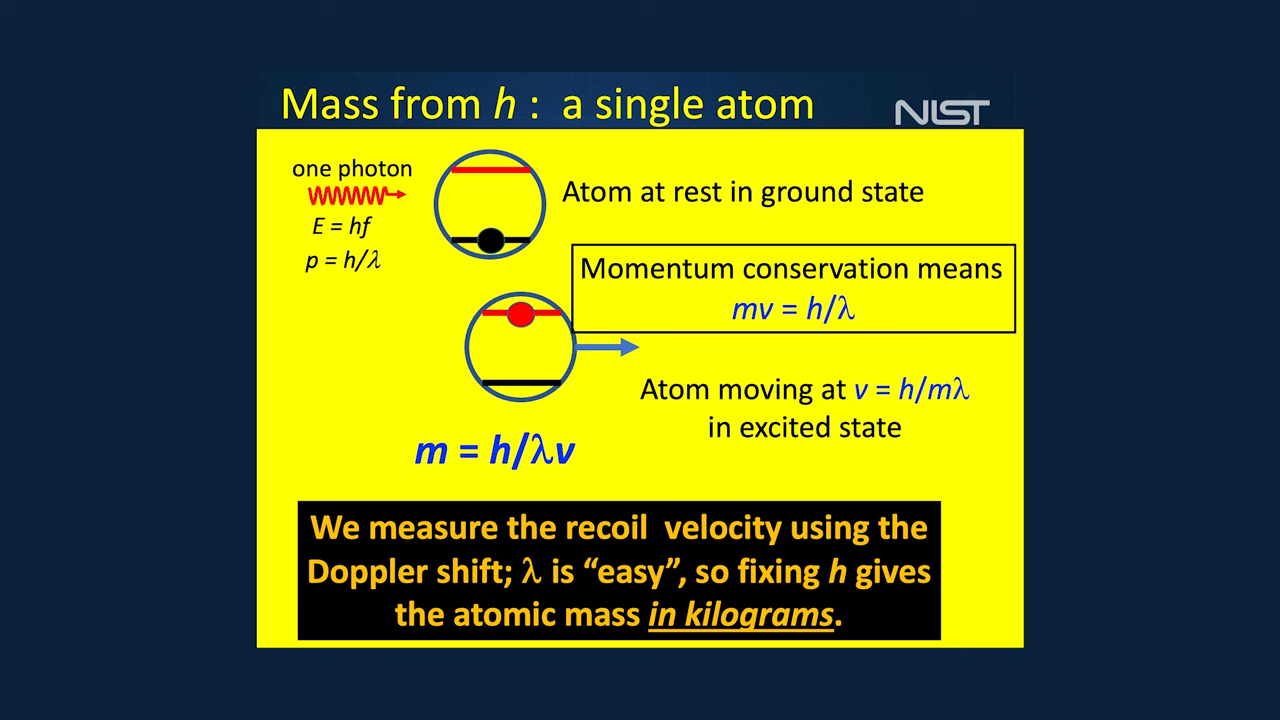 Mass from h : a single atom
NIST
one photon
E = hf
p = h/λ
Atom at rest in ground state
Momentum conservation means
mv = h/λ
Atom moving at v = h/mλ
in excited state
m = h/λv
We measure the recoil velocity using the
Doppler shift; λ is “easy”, so fixing h gives
the atomic mass in kilograms.